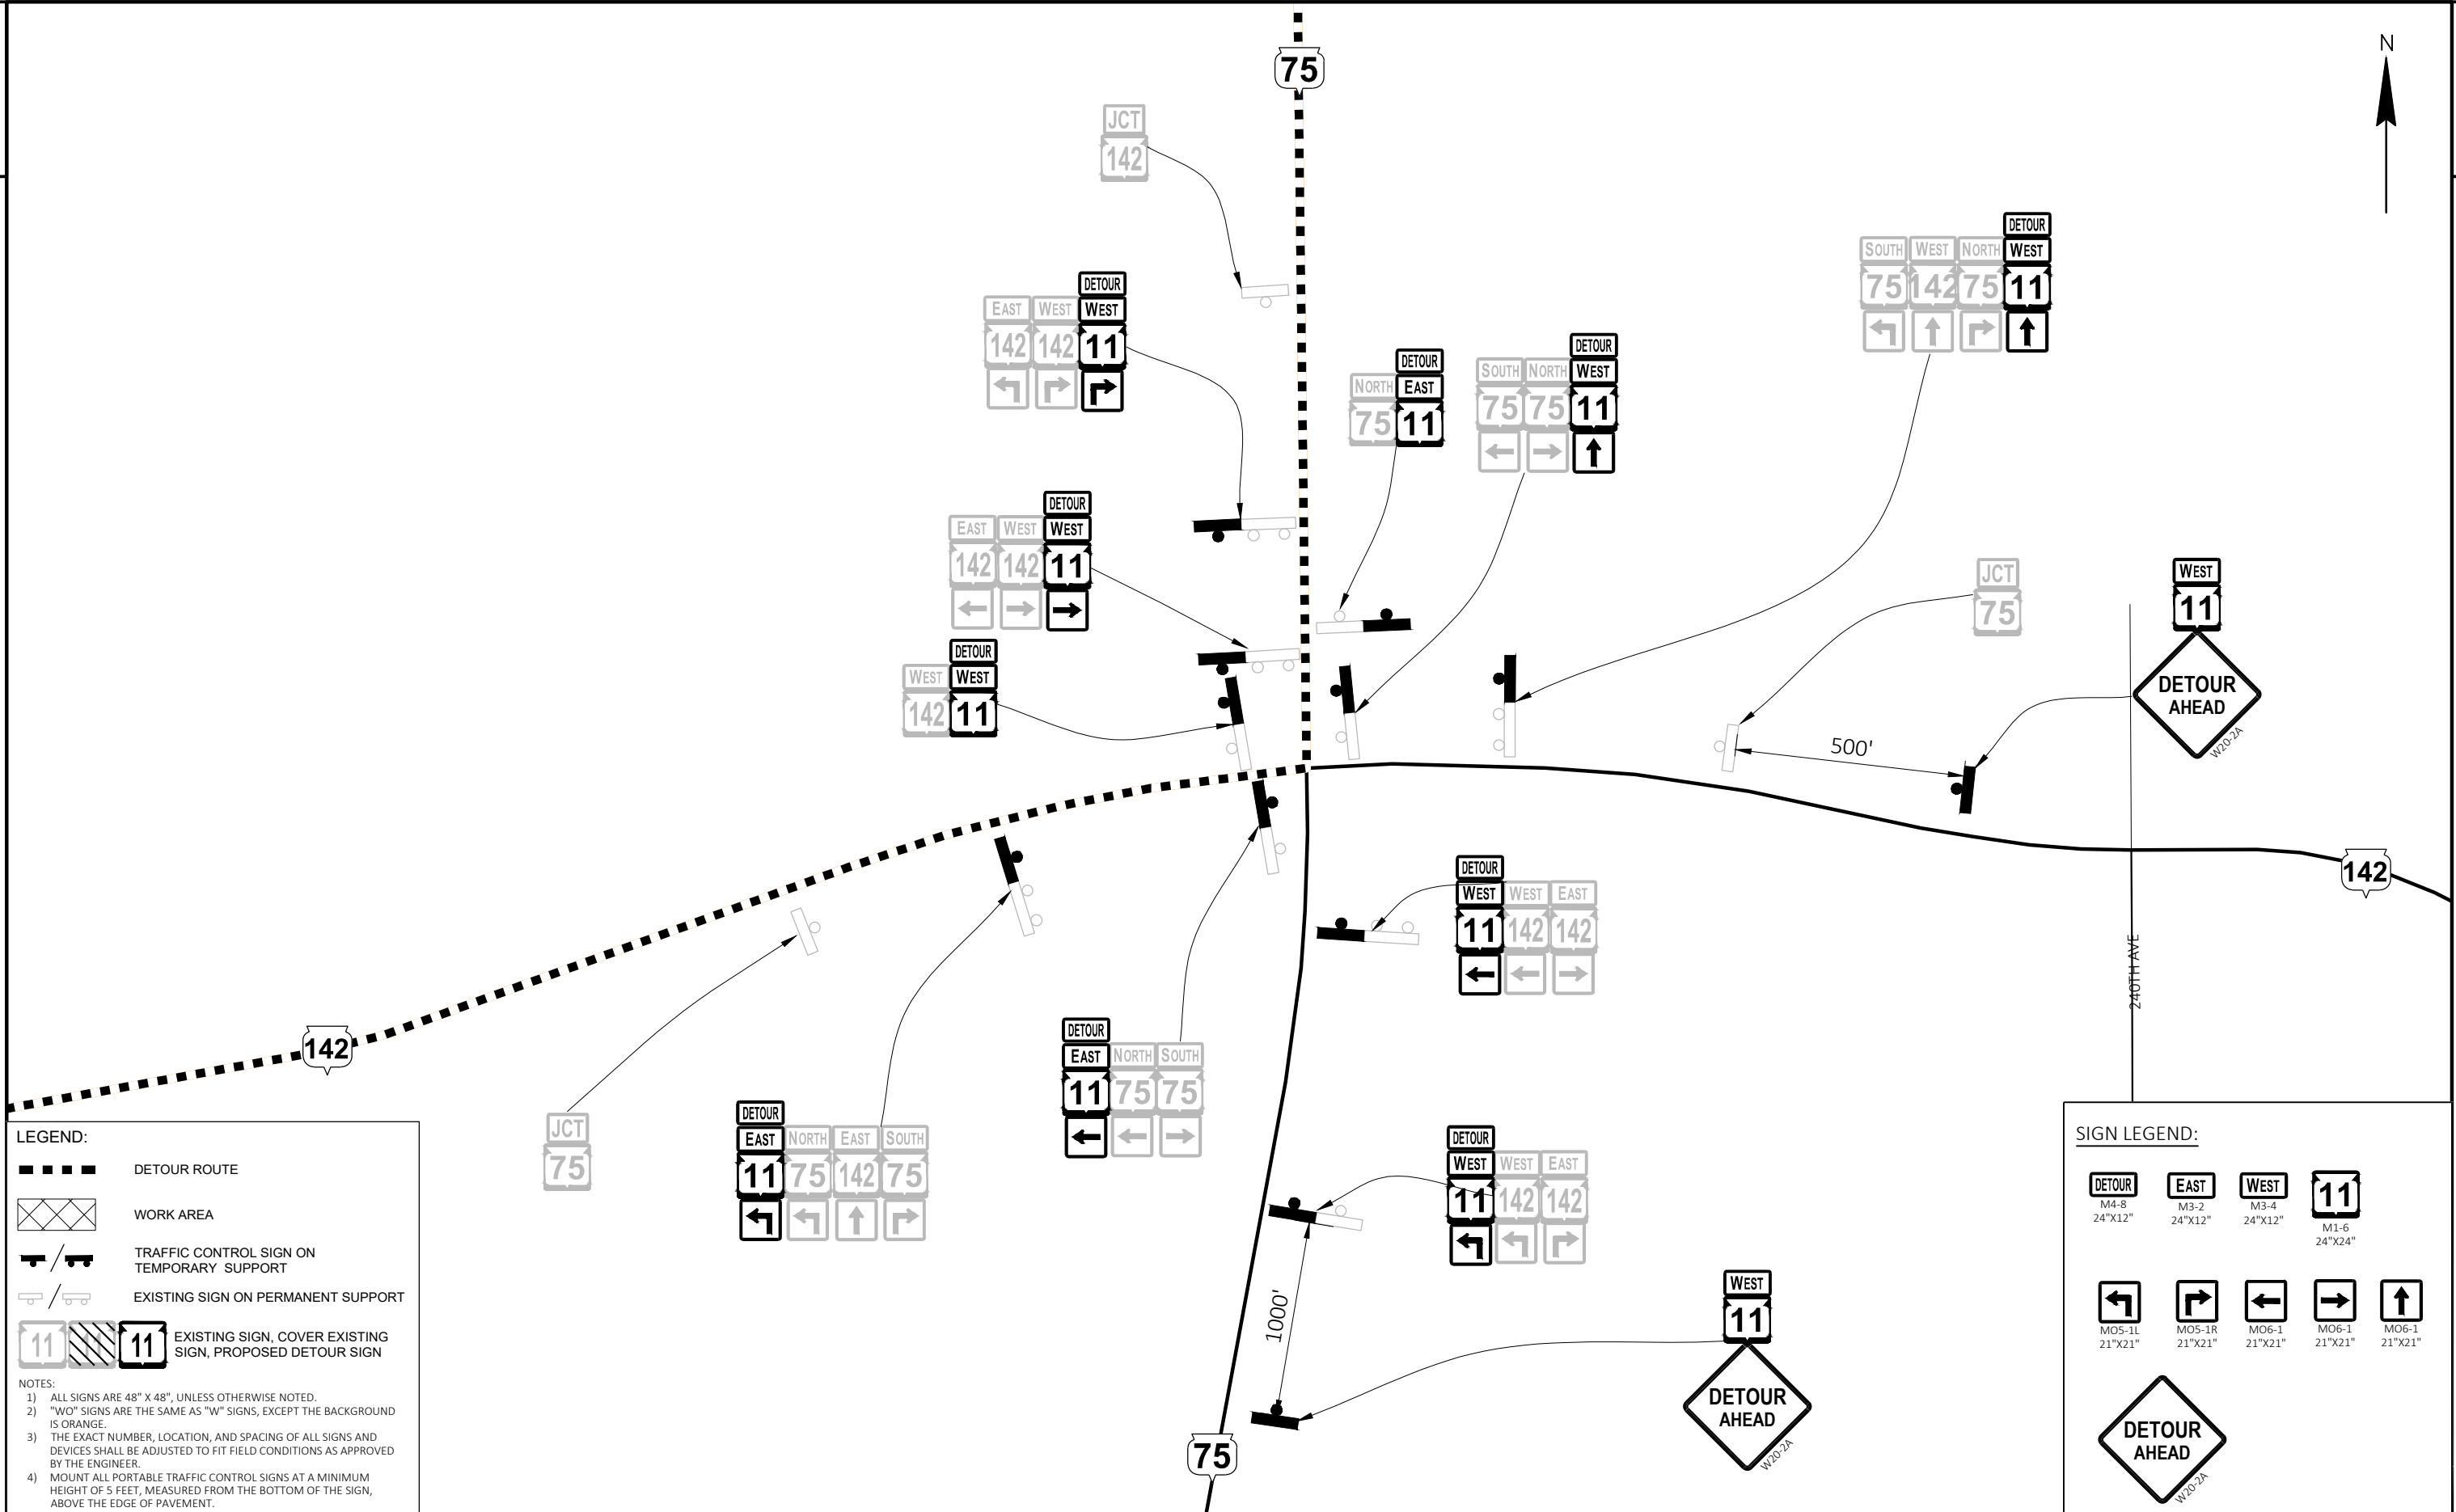 75
N
JCT
142
DETOUR
SOUTH WEST NORTH WEST
75 142 75 11
DETOUR
EAST WEST WEST
142 142 11
DETOUR
NORTH EAST
75 11
DETOUR
SOUTH NORTH WEST
75 75 11
DETOUR
EAST WEST WEST
142 142 11
JCT
75
WEST
11
DETOUR
AHEAD
W20-2A
DETOUR
WEST WEST
142 11
500'
240TH AVE
142
DETOUR
WEST WEST EAST
11 142 142
142
DETOUR
EAST NORTH SOUTH
11 75 75
JCT
75
DETOUR
EAST NORTH EAST SOUTH
11 75 142 75
DETOUR
WEST WEST EAST
11 142 142
1000'
WEST
11
DETOUR
AHEAD
W20-2A
75
LEGEND:
DETOUR ROUTE
WORK AREA
TRAFFIC CONTROL SIGN ON
TEMPORARY SUPPORT
EXISTING SIGN ON PERMANENT SUPPORT
11 11 11
EXISTING SIGN, COVER EXISTING
SIGN, PROPOSED DETOUR SIGN
NOTES:
1) ALL SIGNS ARE 48" X 48", UNLESS OTHERWISE NOTED.
2) "WO" SIGNS ARE THE SAME AS "W" SIGNS, EXCEPT THE BACKGROUND
IS ORANGE.
3) THE EXACT NUMBER, LOCATION, AND SPACING OF ALL SIGNS AND
DEVICES SHALL BE ADJUSTED TO FIT FIELD CONDITIONS AS APPROVED
BY THE ENGINEER.
4) MOUNT ALL PORTABLE TRAFFIC CONTROL SIGNS AT A MINIMUM
HEIGHT OF 5 FEET, MEASURED FROM THE BOTTOM OF THE SIGN,
ABOVE THE EDGE OF PAVEMENT.
SIGN LEGEND:
DETOUR EAST WEST 11
M4-8 M3-2 M3-4 M1-6
24"X12" 24"X12" 24"X12" 24"X24"
MO5-1L MO5-1R MO6-1 MO6-1 MO6-1
21"X21" 21"X21" 21"X21" 21"X21" 21"X21"
DETOUR
AHEAD
W20-2A